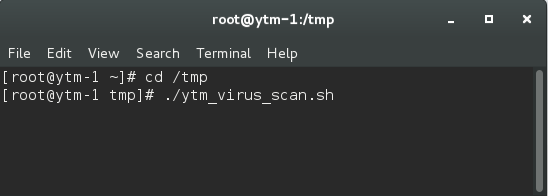 root@ytm-1:/tmp
File Edit View Search Terminal Help
[root@ytm-1 ~]# cd /tmp
[root@ytm-1 tmp]# ./ytm_virus_scan.sh